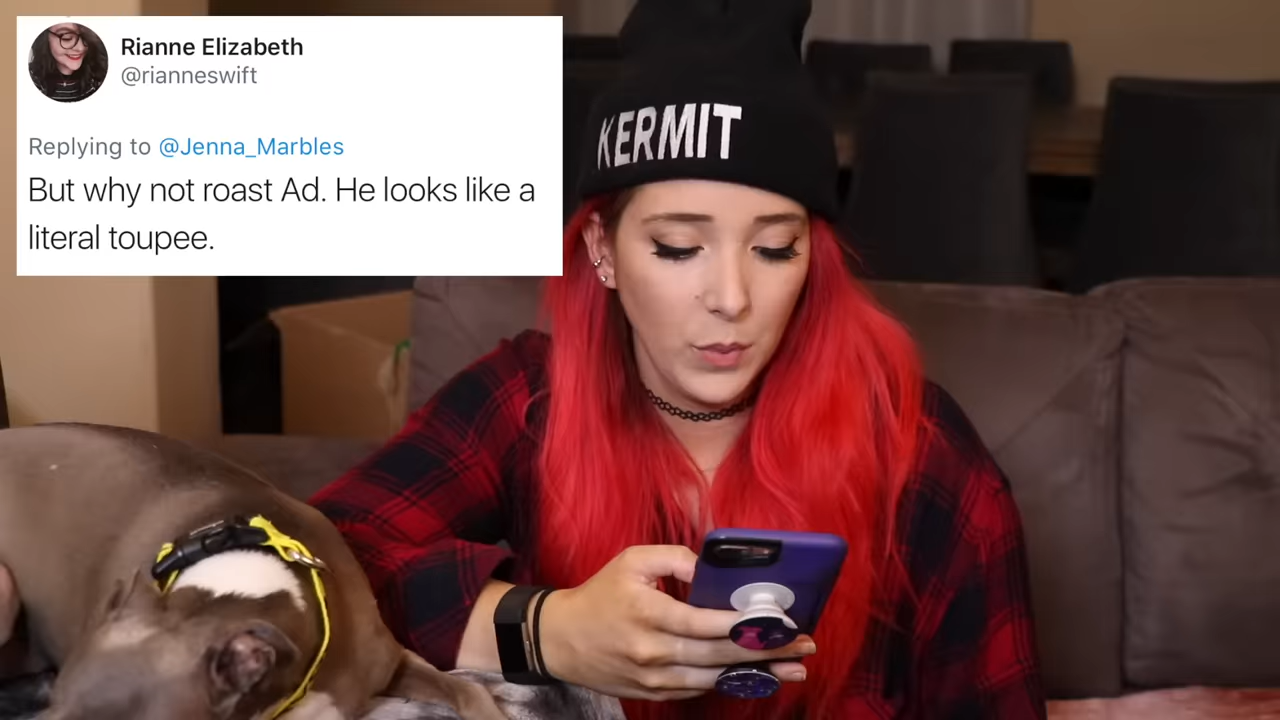 Rianne Elizabeth
@rianneswift
Replying to @Jenna_Marbles
But why not roast Ad. He looks like a
literal toupee.
KERMIT